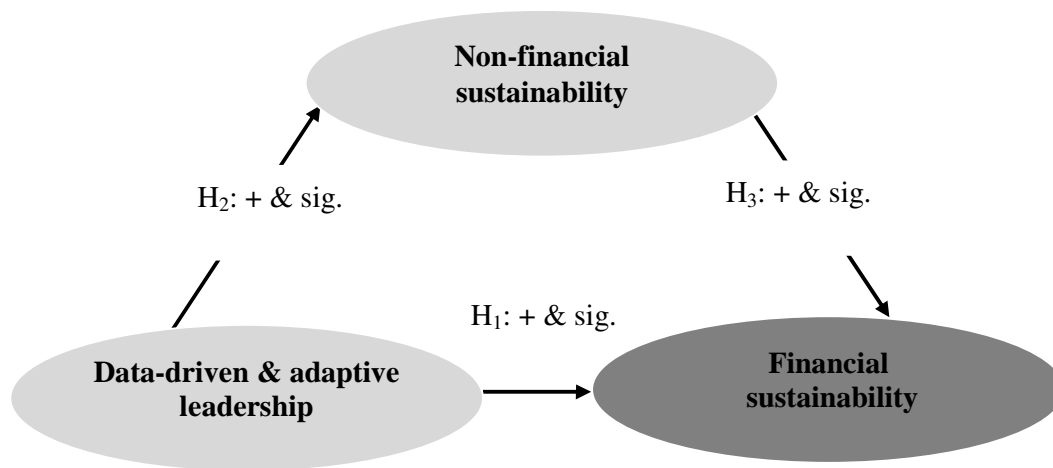 Non-financial
sustainability
H₂: + & sig.
H₃: + & sig.
H₁: + & sig.
Data-driven & adaptive
leadership
Financial
sustainability